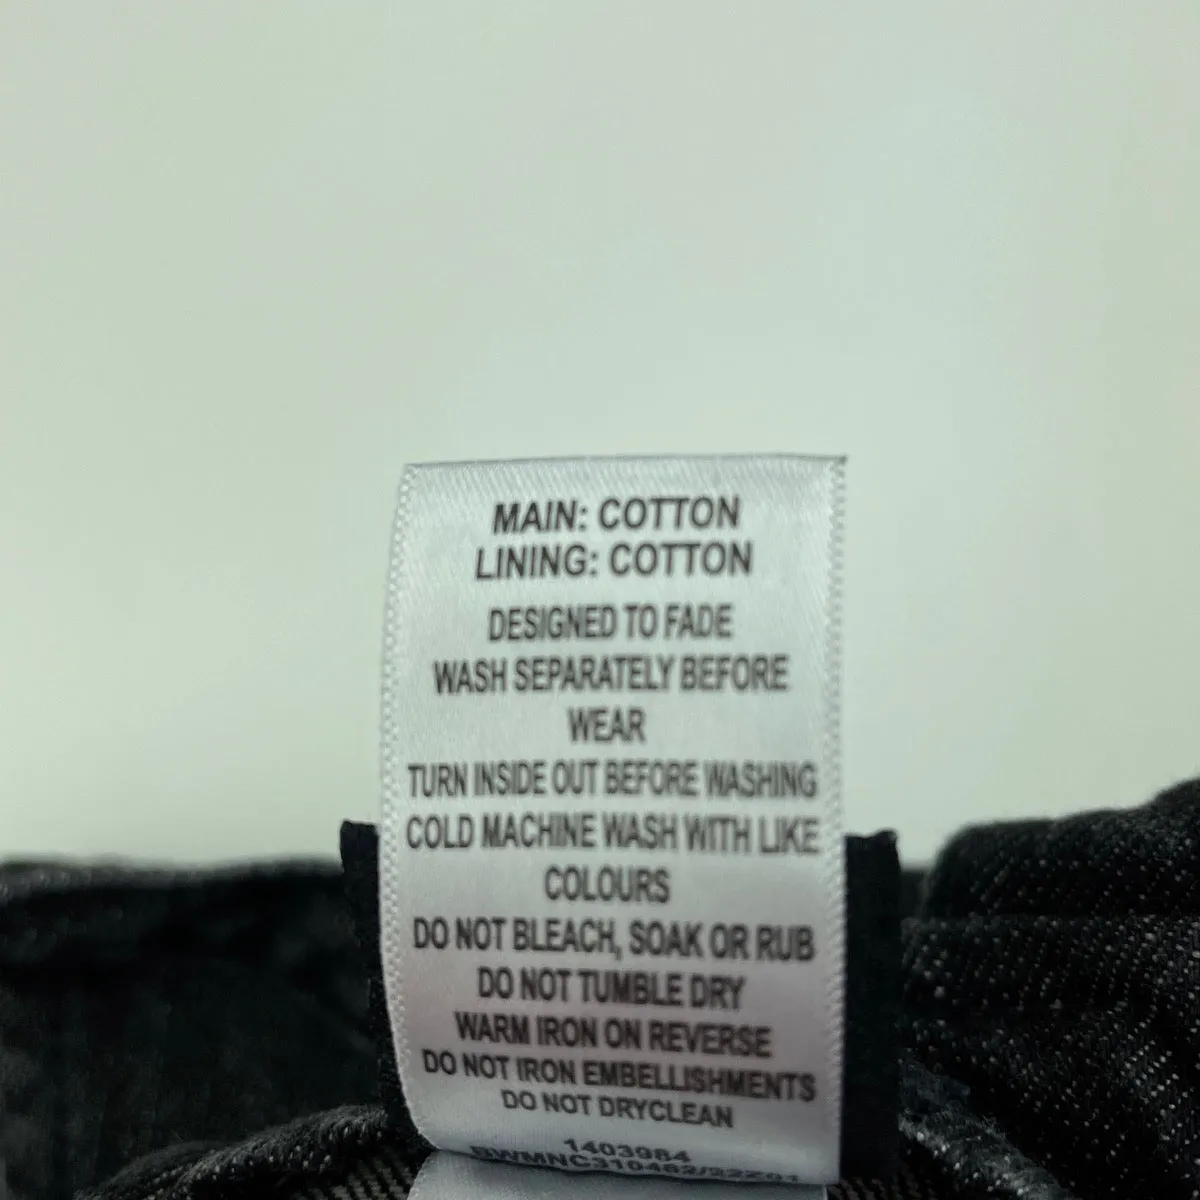 MAIN: COTTON
LINING: COTTON
DESIGNED TO FADE
WASH SEPARATELY BEFORE
WEAR
TURN INSIDE OUT BEFORE WASHING
COLD MACHINE WASH WITH LIKE
COLOURS
DO NOT BLEACH, SOAK OR RUB
DO NOT TUMBLE DRY
WARM IRON ON REVERSE
DO NOT IRON EMBELLISHMENTS
DO NOT DRYCLEAN
1403984